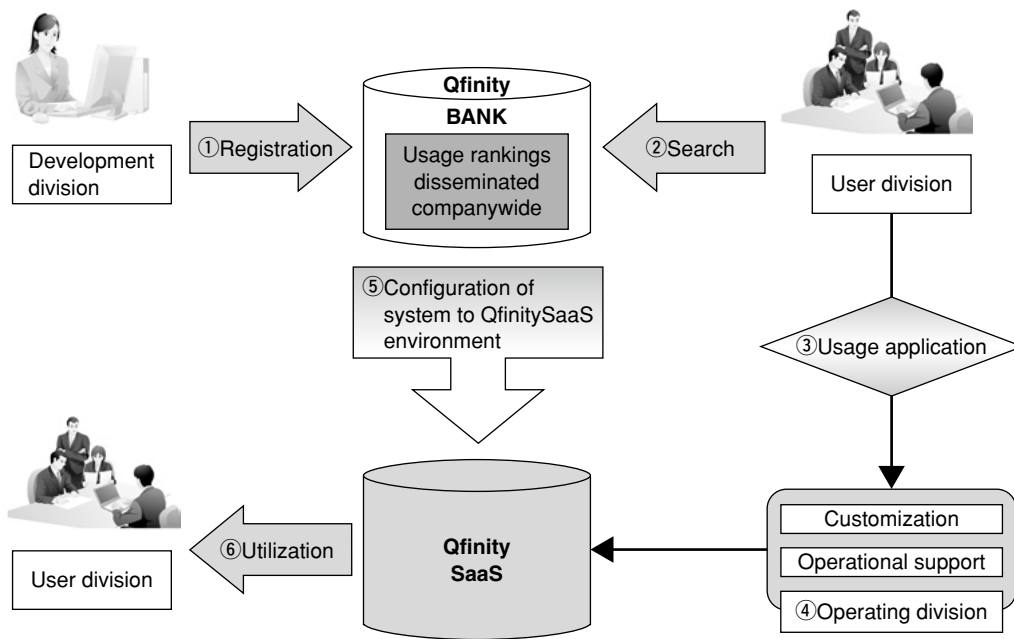 Qfinity
BANK
Usage rankings
disseminated
companywide
①Registration
②Search
Development
division
User division
⑤Configuration of
system to QfinitySaaS
environment
③Usage application
Qfinity
SaaS
⑥Utilization
User division
Customization
Operational support
④Operating division